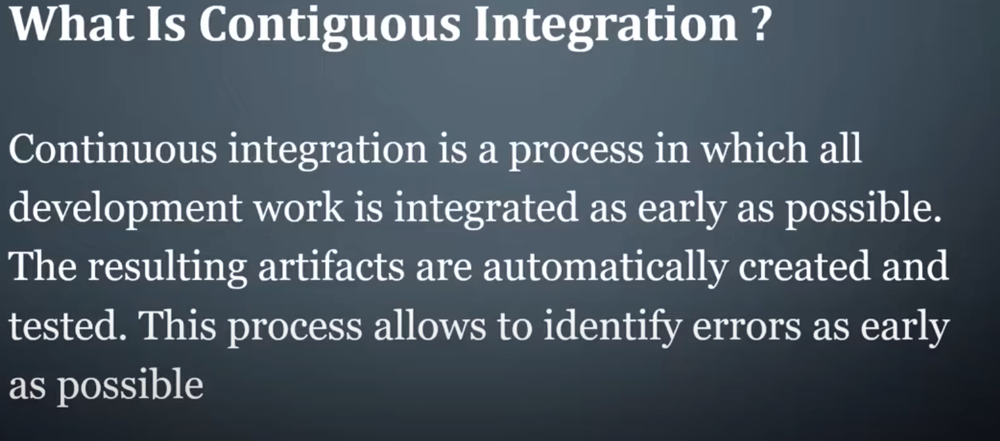 What Is Contiguous Integration ?
Continuous integration is a process in which all
development work is integrated as early as possible.
The resulting artifacts are automatically created and
tested. This process allows to identify errors as early
as possible